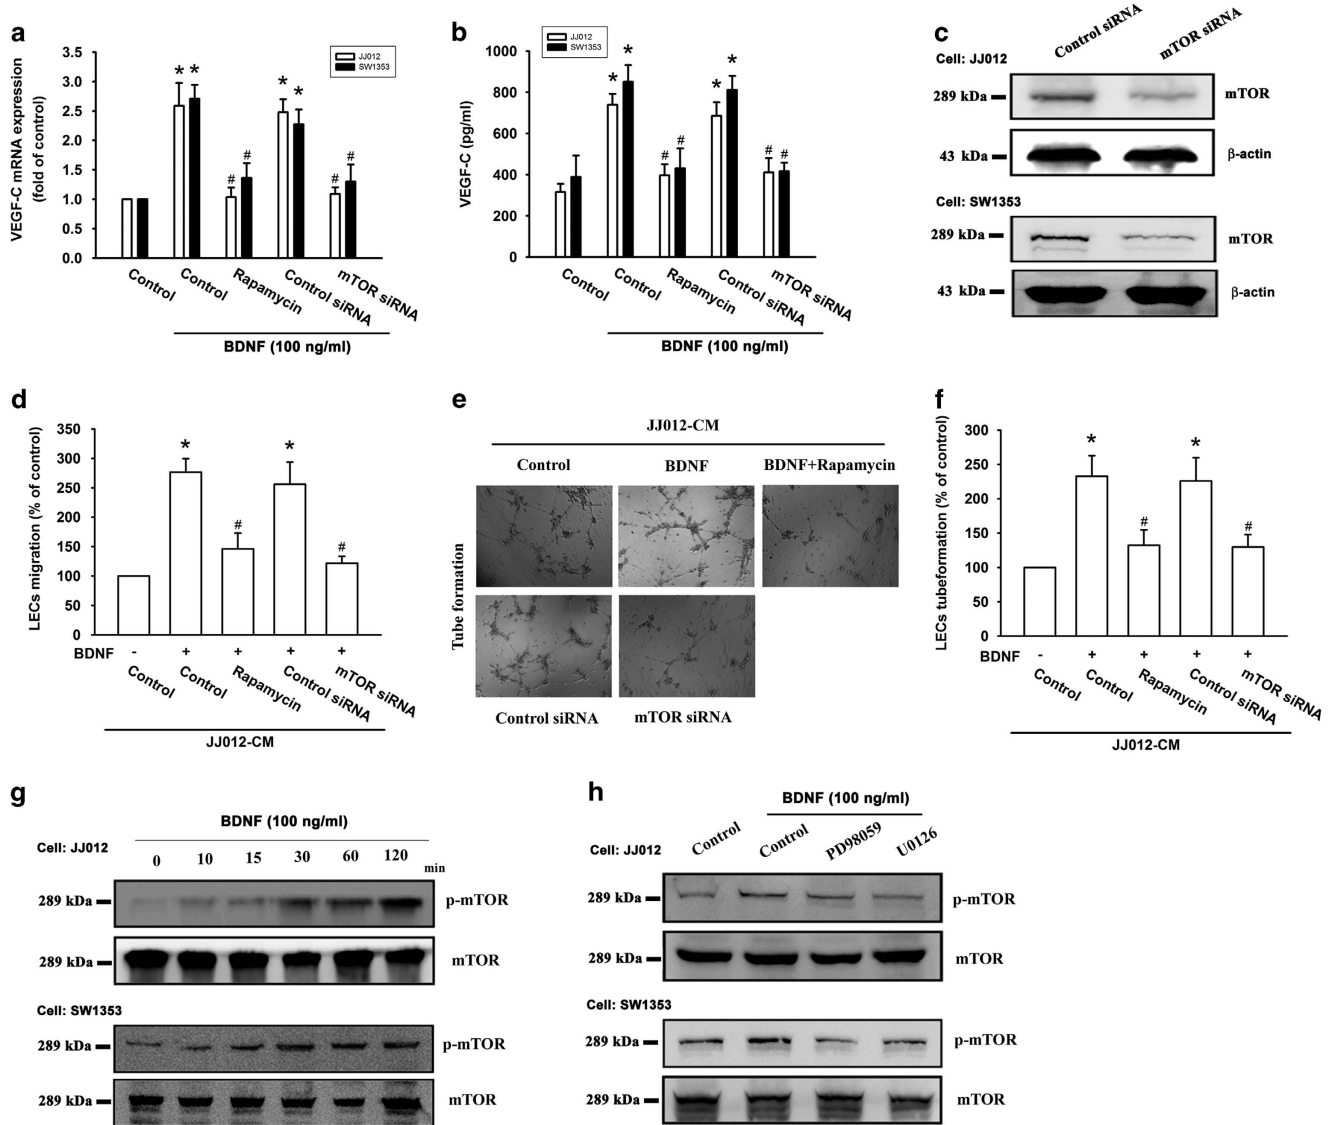 a
VEGF-C mRNA expression
(fold of control)
3.5
3.0
2.5
2.0
1.5
1.0
0.5
0.0
JJ012
SW1353
* * # # * * # #
Control
Control
Rapamycin
Control siRNA
mTOR siRNA
BDNF (100 ng/ml)
b
VEGF-C
(pg/ml)
1000
800
600
400
200
0
JJ012
SW1353
* * # # * * # #
Control
Control
Rapamycin
Control siRNA
mTOR siRNA
BDNF (100 ng/ml)
c
Control siRNA
mTOR siRNA
Cell: JJ012
289 kDa
mTOR
43 kDa
β-actin
Cell: SW1353
289 kDa
mTOR
43 kDa
β-actin
d
LECs migration (% of control)
350
300
250
200
150
100
50
0
* # * #
BDNF - + + + +
Control
Control
Rapamycin
Control siRNA
mTOR siRNA
JJ012-CM
e
JJ012-CM
Control BDNF BDNF+Rapamycin
Tube formation
Control siRNA mTOR siRNA
f
LECs tubeformation (% of control)
300
250
200
150
100
50
0
* # * #
BDNF - + + + +
Control
Control
Rapamycin
Control siRNA
mTOR siRNA
JJ012-CM
g
BDNF (100 ng/ml)
Cell: JJ012
0 10 15 30 60 120 min
289 kDa
p-mTOR
289 kDa
mTOR
Cell: SW1353
289 kDa
p-mTOR
289 kDa
mTOR
h
BDNF (100 ng/ml)
Cell: JJ012
Control
Control
PD98059
U0126
289 kDa
p-mTOR
289 kDa
mTOR
Cell: SW1353
289 kDa
p-mTOR
289 kDa
mTOR